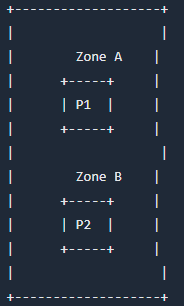 +-------------------+
|                   |
|        Zone A    |
|      +-----+     |
|      | P1  |     |
|      +-----+     |
|                   |
|        Zone B    |
|      +-----+     |
|      | P2  |     |
|      +-----+     |
|                   |
+-------------------+